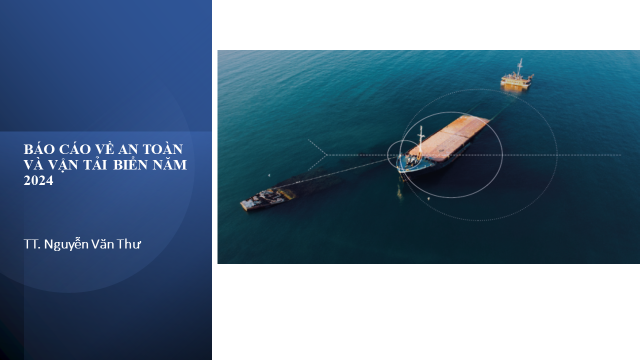 BÁO CÁO VỀ AN TOÀN
VÀ VẬN TẢI BIỂN NĂM
2024
TT. Nguyễn Văn Thư